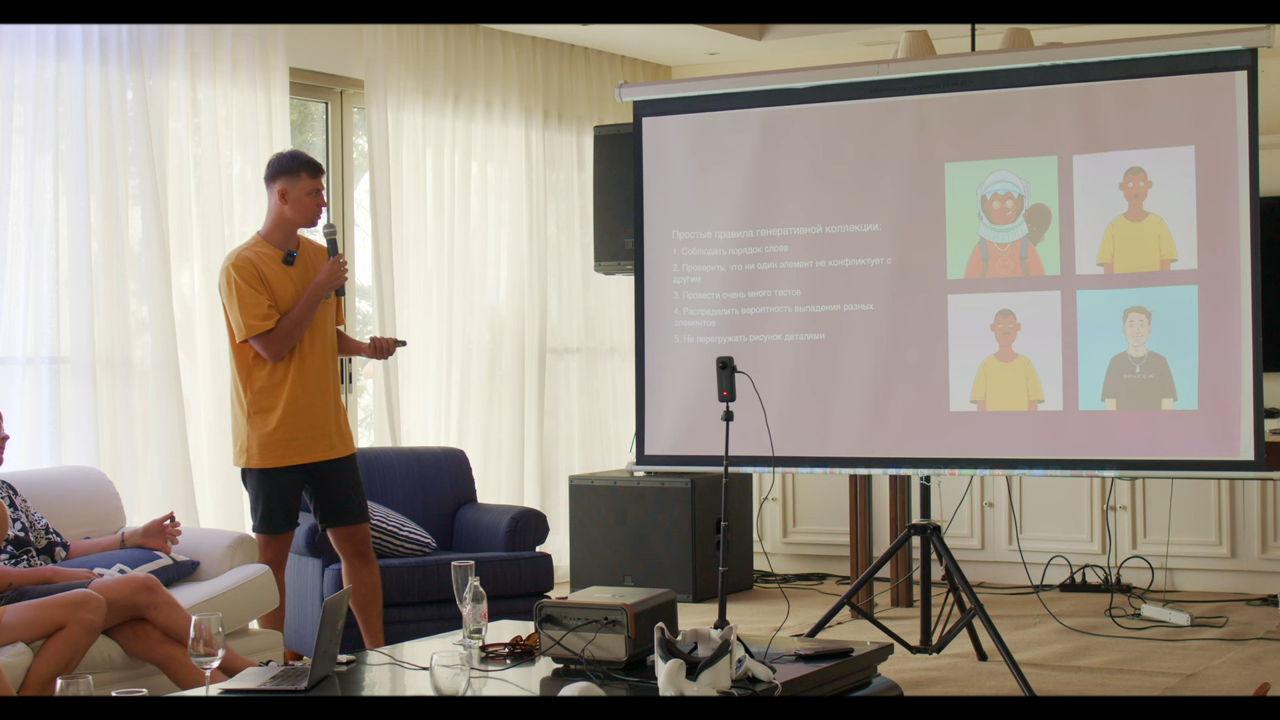 Простые правила генеративной коллекции:
1. Соблюдать порядок слоев
2. Проверить, что ни один элемент не конфликтует с
другим
3. Провести очень много тестов
4. Распределить вероятность выпадения разных
элементов
5. Не перегружать рисунок деталями